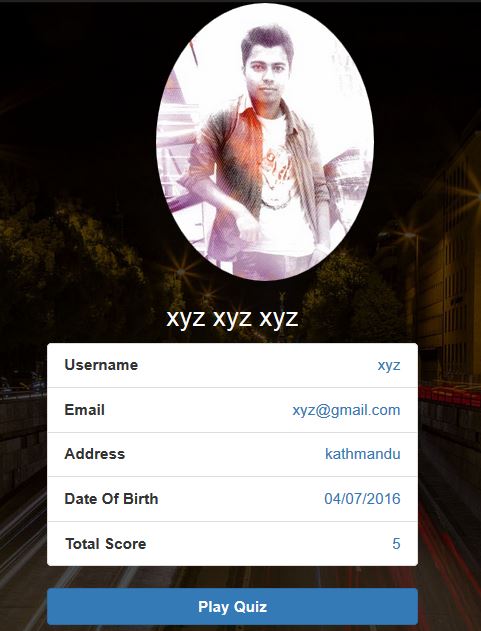 xyz xyz xyz
Username xyz
Email xyz@gmail.com
Address kathmandu
Date Of Birth 04/07/2016
Total Score 5
Play Quiz